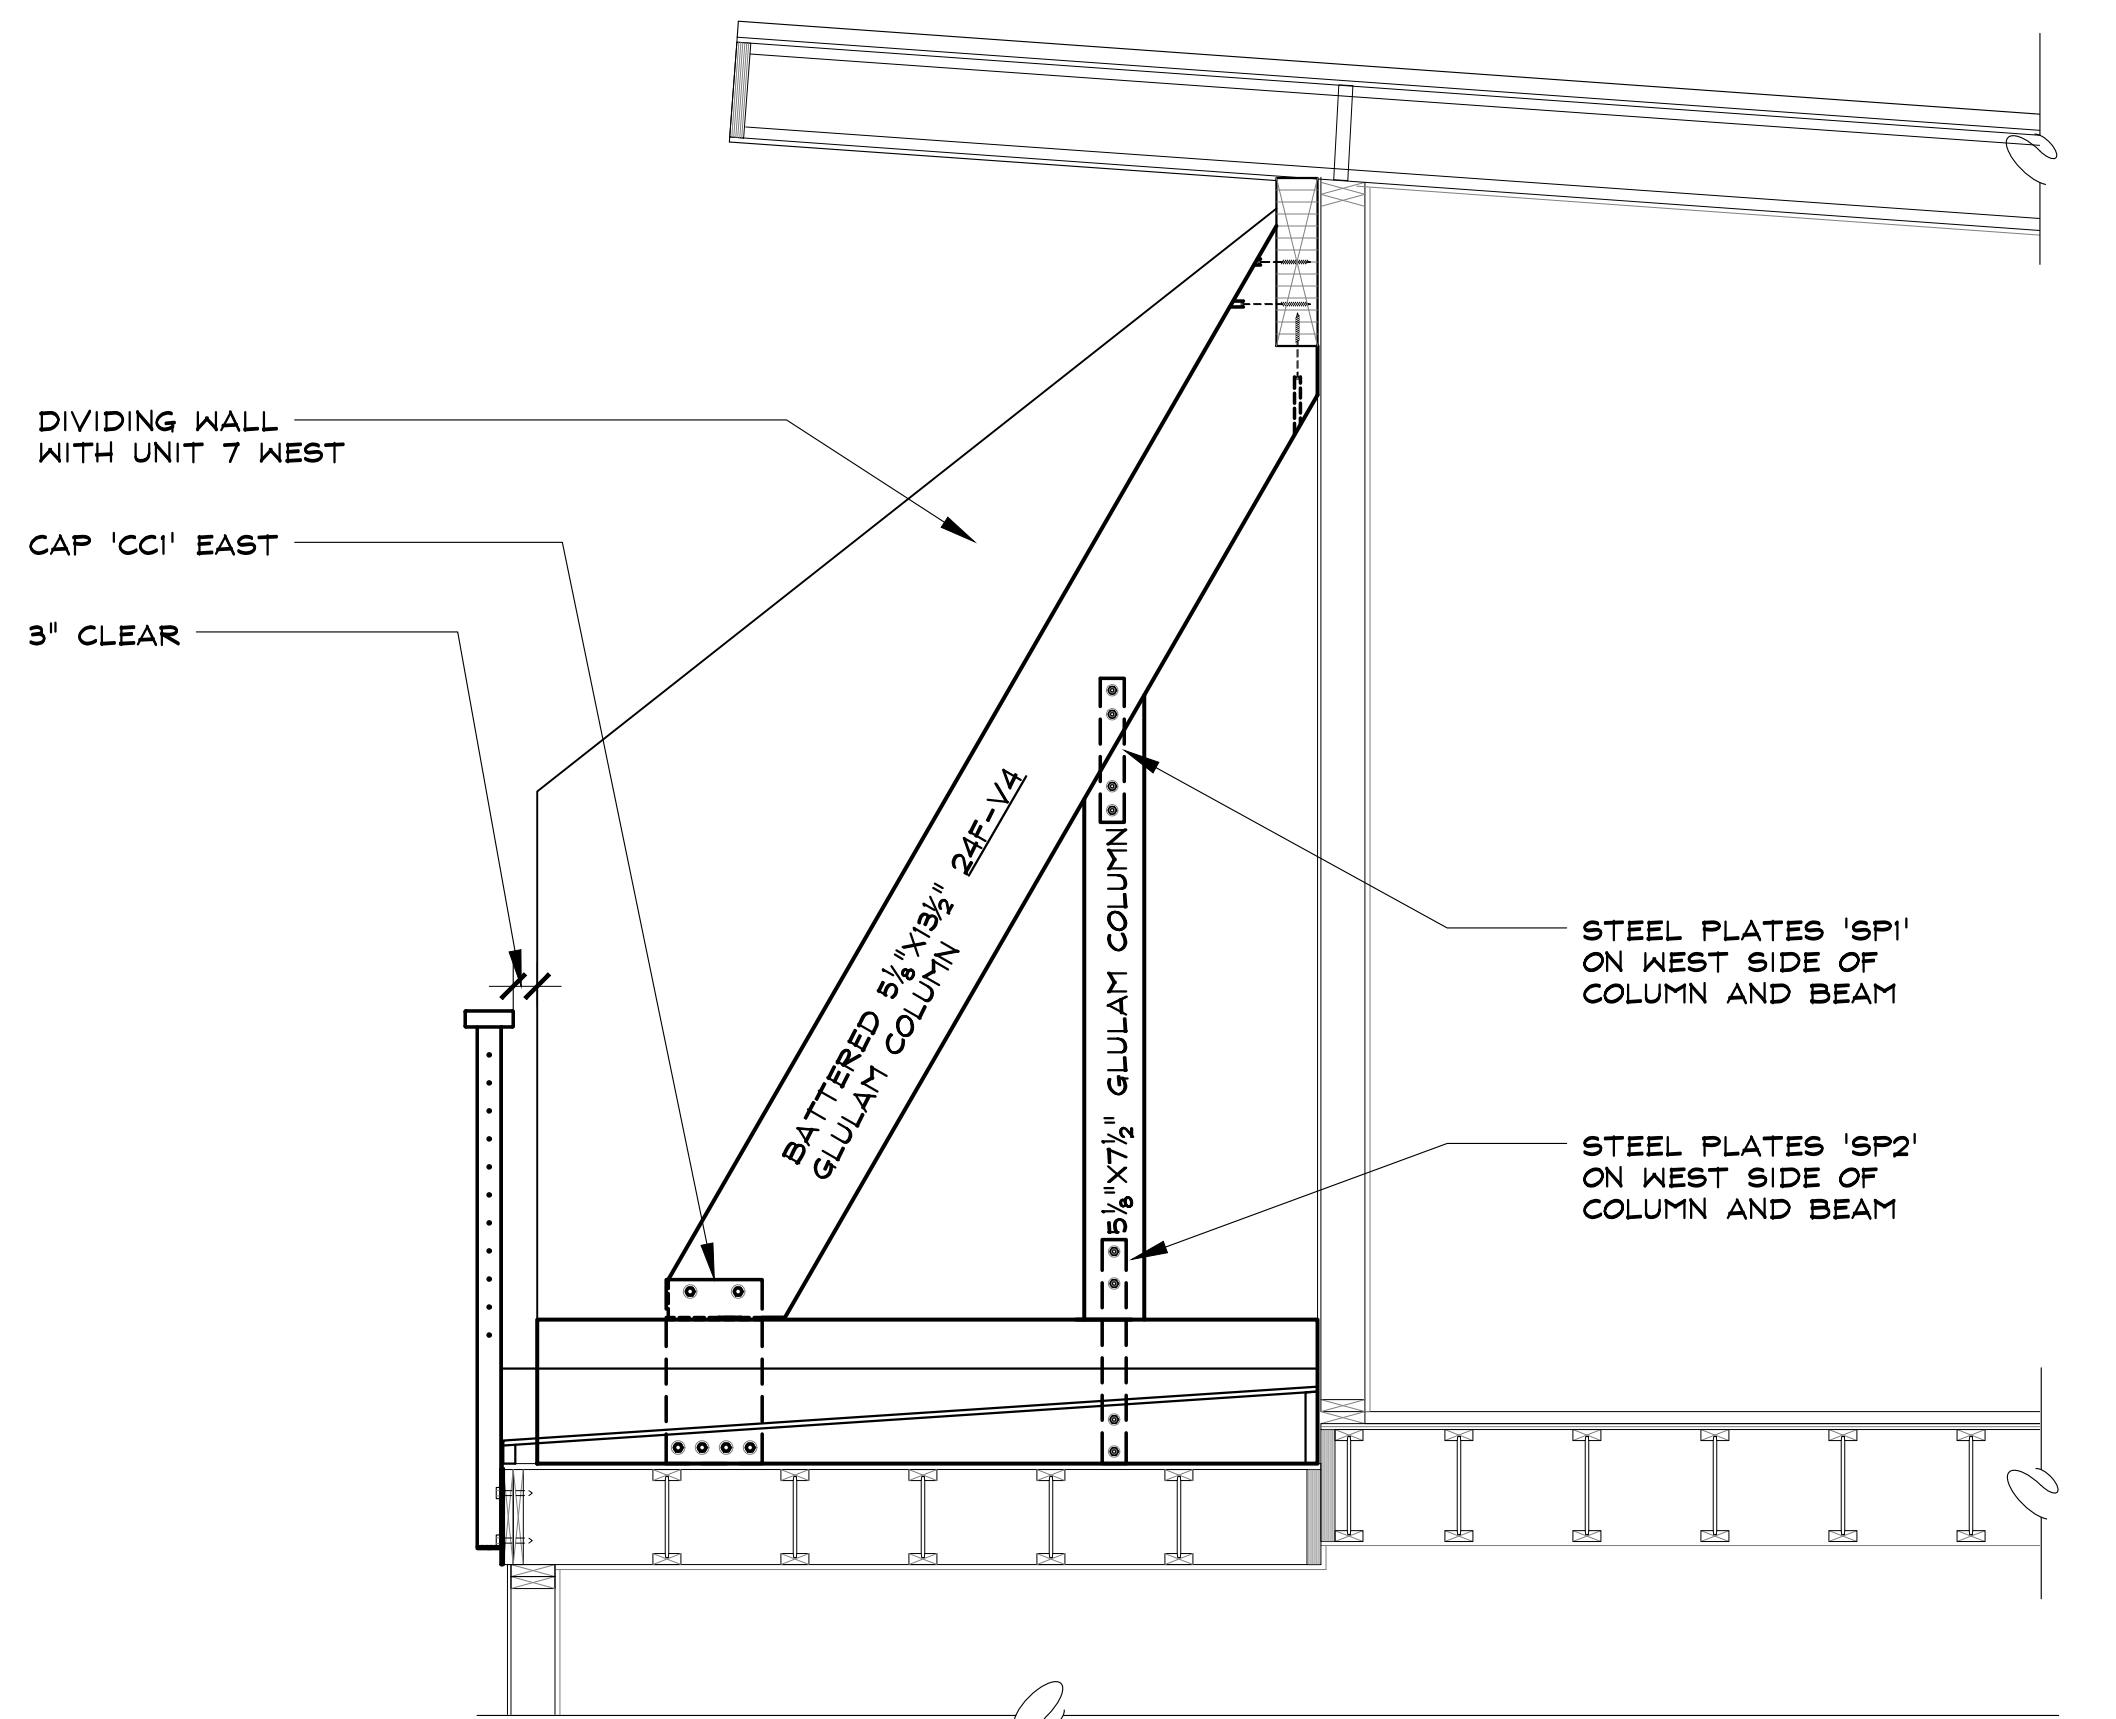 DIVIDING WALL
WITH UNIT 7 WEST
CAP 'CC1' EAST
3" CLEAR
BATTERED 5⅛"X13½" 24F-V4
GLULAM COLUMN
5⅛"X7½" GLULAM COLUMN
STEEL PLATES 'SP1'
ON WEST SIDE OF
COLUMN AND BEAM
STEEL PLATES 'SP2'
ON WEST SIDE OF
COLUMN AND BEAM